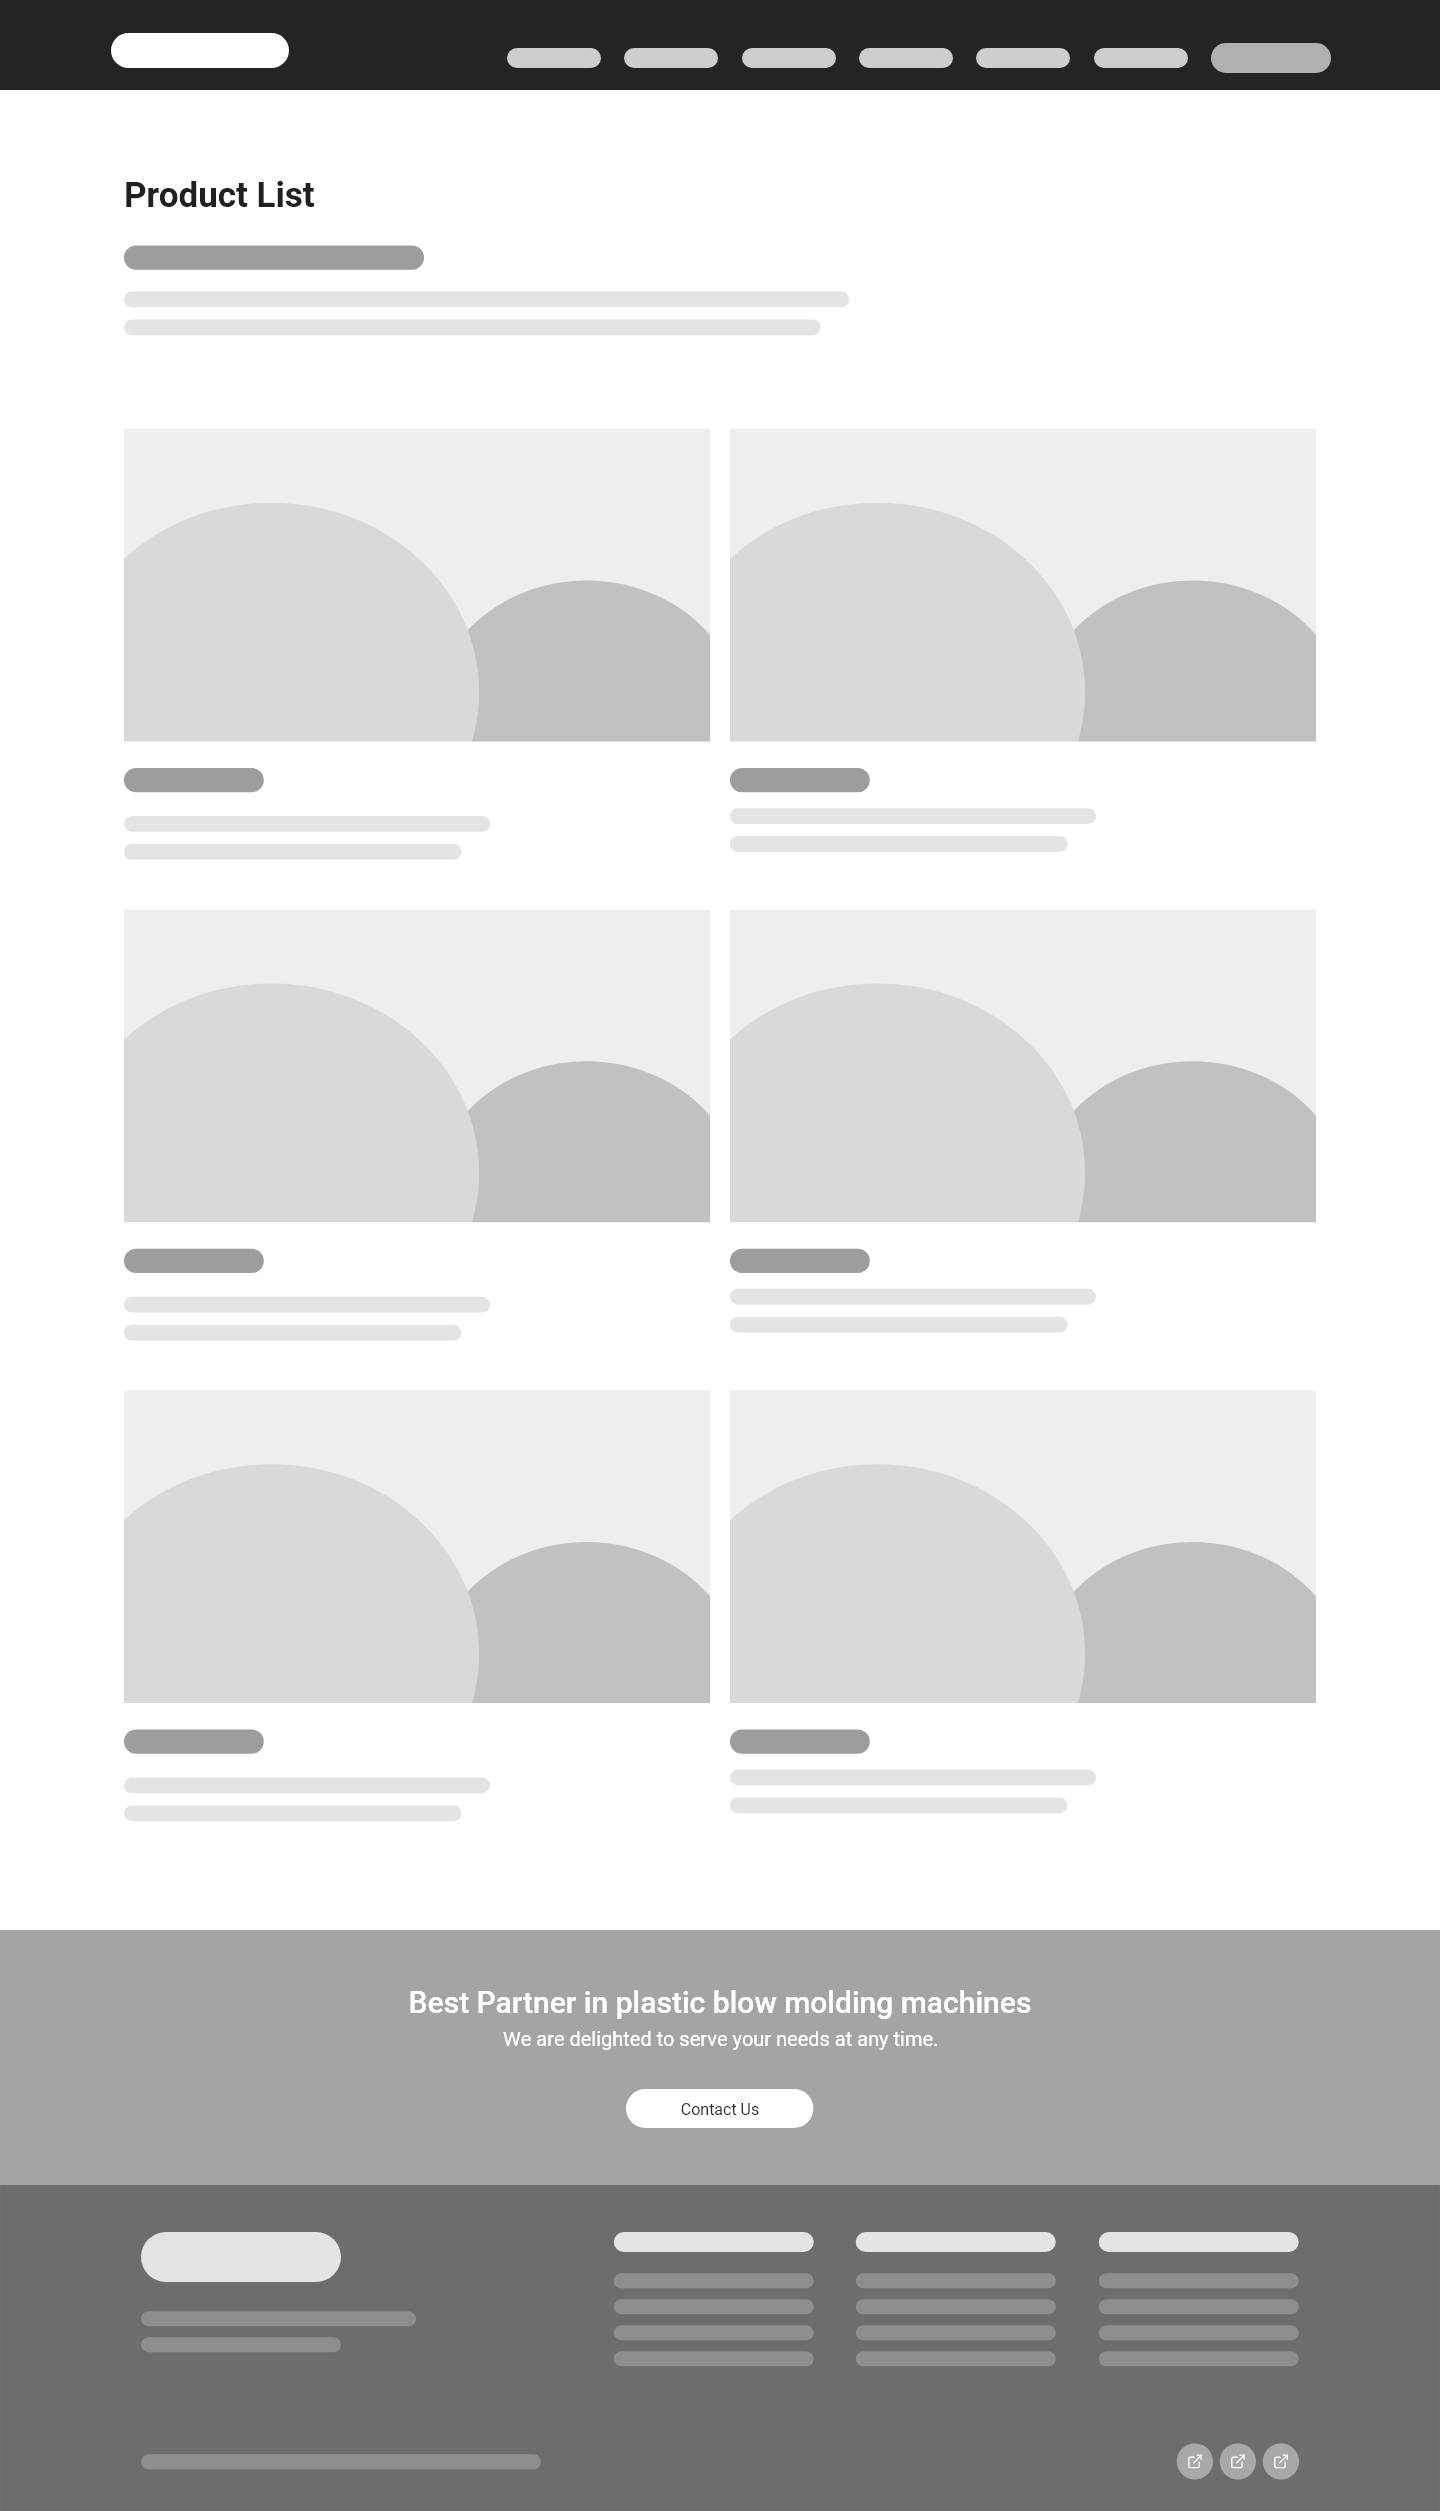 Product List
Best Partner in plastic blow molding machines
We are delighted to serve your needs at any time.
Contact Us